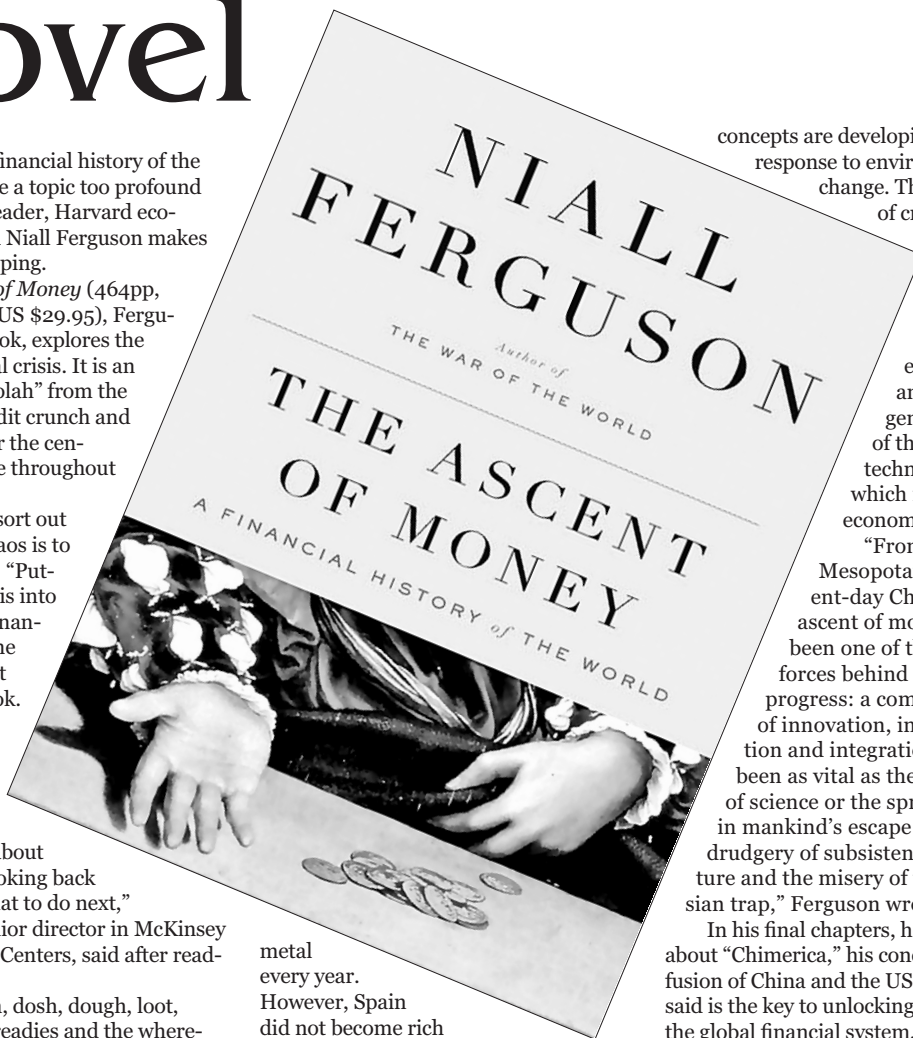 ovel
financial history of the
e a topic too profound
eader, Harvard eco-
Niall Ferguson makes
ping.
of Money (464pp,
US $29.95), Fergu-
ok, explores the
l crisis. It is an
olah” from the
dit crunch and
r the cen-
e throughout
sort out
aos is to
“Put-
is into
nan-
ne
t
ok.
about
oking back
at to do next,”
ior director in McKinsey
Centers, said after read-
, dosh, dough, loot,
readies and the where-
NIALL
FERGUSON
Author of
THE WAR OF THE WORLD
THE ASCENT
OF MONEY
A FINANCIAL HISTORY of THE WORLD
metal
every year.
However, Spain
did not become rich
concepts are developi
response to envir
change. Th
of cr
e
an
gen
of th
techn
which
econom
“Fron
Mesopota
ent-day Ch
ascent of mo
been one of t
forces behind
progress: a com
of innovation, in
tion and integrati
been as vital as the
of science or the spr
in mankind’s escape
drudgery of subsisten
ture and the misery of
sian trap,” Ferguson wro
In his final chapters, h
about “Chimerica,” his conc
fusion of China and the US
said is the key to unlocking
the global financial system.